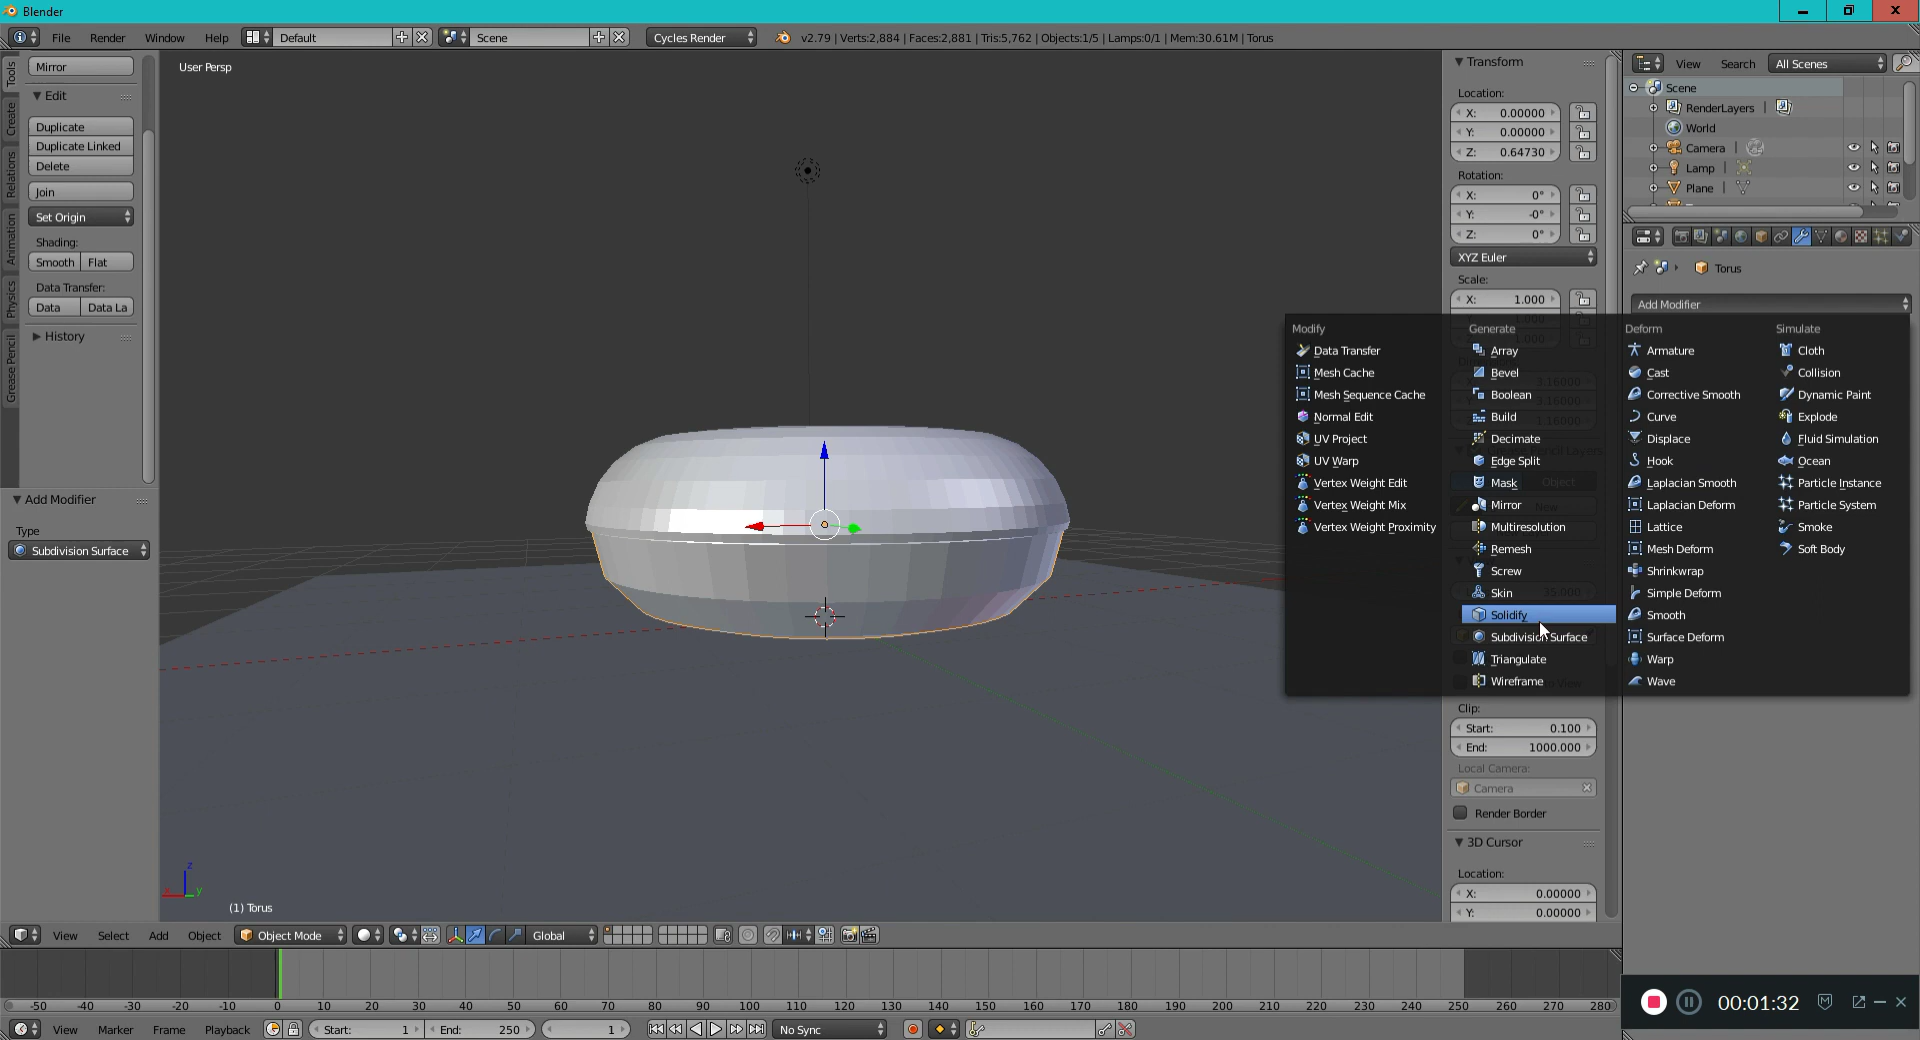 Blender
File Render Window Help Default Scene Cycles Render v2.79 | Verts:2,884 | Faces:2,881 | Tris:5,762 | Objects:1/5 | Lamps:0/1 | Mem:30.61M | Torus
Tools
Create
Relations
Animation
Physics
Grease Pencil
Mirror
Edit
Duplicate
Duplicate Linked
Delete
Join
Set Origin
Shading:
Smooth Flat
Data Transfer:
Data Data La
History
Add Modifier
Type
Subdivision Surface
User Persp
(1) Torus
z
x
y
Transform
Location:
X: 0.00000
Y: 0.00000
Z: 0.64730
Rotation:
X: 0°
Y: -0°
Z: 0°
XYZ Euler
Scale:
X: 1.000
View Search All Scenes
Scene
RenderLayers |
World
Camera |
Lamp |
Plane |
Torus
Add Modifier
Modify
Data Transfer
Mesh Cache
Mesh Sequence Cache
Normal Edit
UV Project
UV Warp
Vertex Weight Edit
Vertex Weight Mix
Vertex Weight Proximity
Generate
Array
Bevel
Boolean
Build
Decimate
Edge Split
Mask
Mirror
Multiresolution
Remesh
Screw
Skin
Solidify
Subdivision Surface
Triangulate
Wireframe
Deform
Armature
Cast
Corrective Smooth
Curve
Displace
Hook
Laplacian Smooth
Laplacian Deform
Lattice
Mesh Deform
Shrinkwrap
Simple Deform
Smooth
Surface Deform
Warp
Wave
Simulate
Cloth
Collision
Dynamic Paint
Explode
Fluid Simulation
Ocean
Particle Instance
Particle System
Smoke
Soft Body
Clip:
Start: 0.100
End: 1000.000
Local Camera:
Camera
Render Border
3D Cursor
Location:
X: 0.00000
Y: 0.00000
View Select Add Object Object Mode Global
-50 -40 -30 -20 -10 0 10 20 30 40 50 60 70 80 90 100 110 120 130 140 150 160 170 180 190 200 210 220 230 240 250 260 270 280
View Marker Frame Playback Start: 1 End: 250 1 No Sync
00:01:32